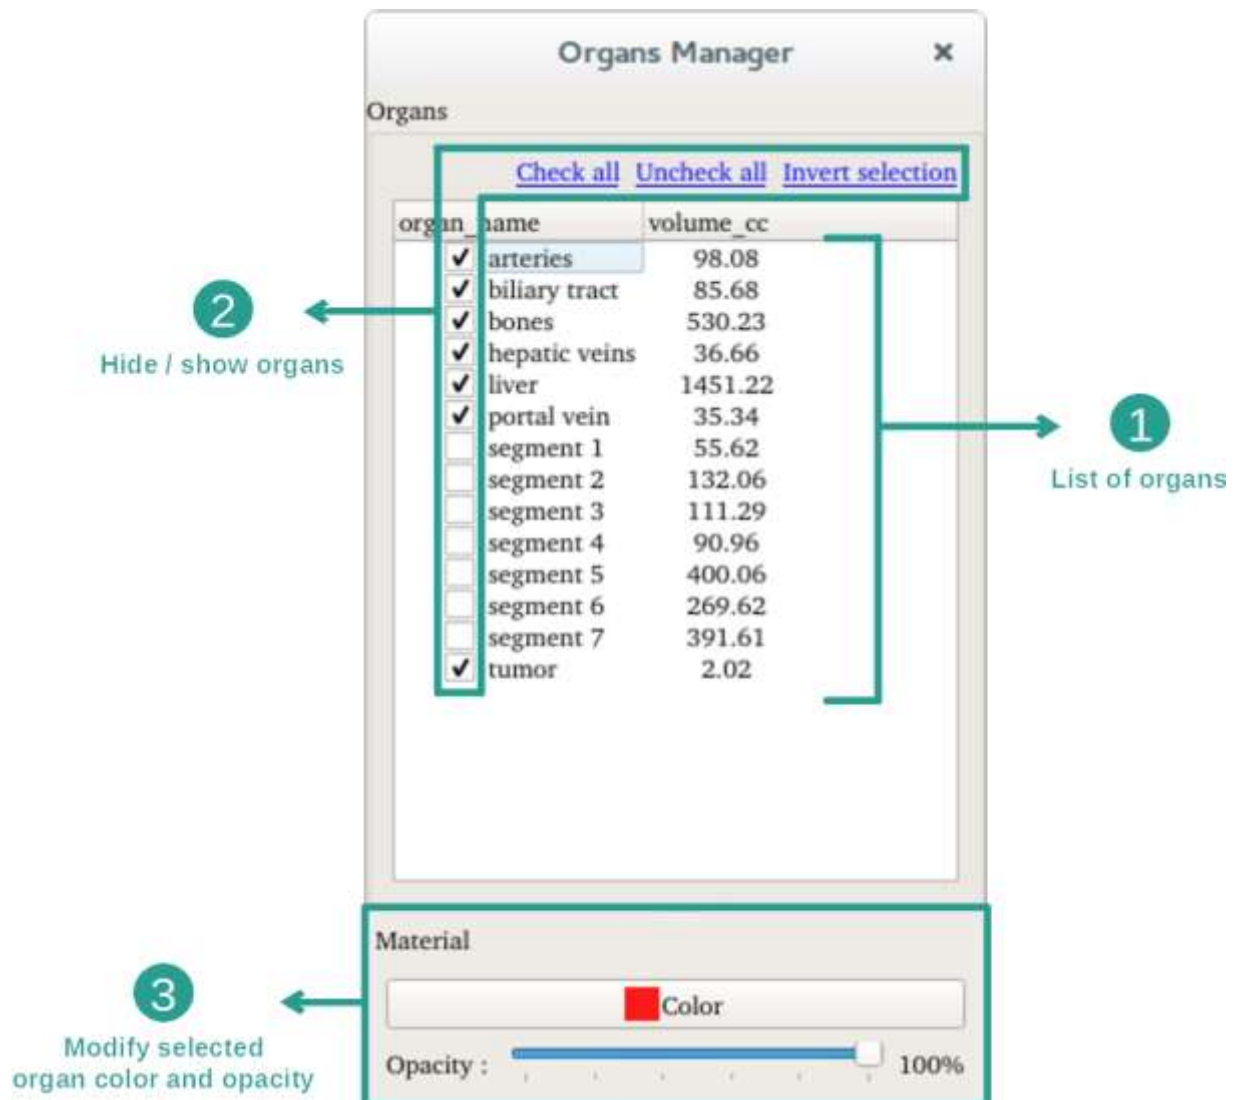 Organs Manager ×
Organs
Check all Uncheck all Invert selection
organ_name volume_cc
arteries 98.08
biliary tract 85.68
bones 530.23
hepatic veins 36.66
liver 1451.22
portal vein 35.34
segment 1 55.62
segment 2 132.06
segment 3 111.29
segment 4 90.96
segment 5 400.06
segment 6 269.62
segment 7 391.61
tumor 2.02
2
Hide / show organs
1
List of organs
Material
Color
Opacity : 100%
3
Modify selected
organ color and opacity